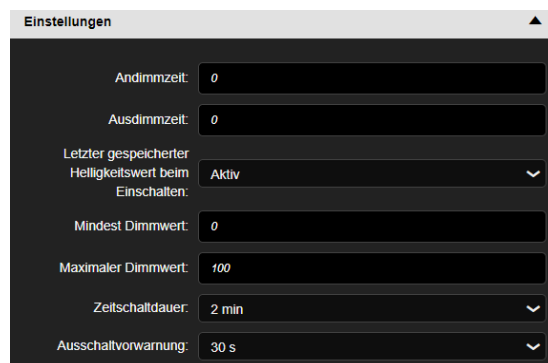 Einstellungen
Andimmzeit: 0
Ausdimmzeit: 0
Letzter gespeicherter
Helligkeitswert beim
Einschalten: Aktiv
Mindest Dimmwert: 0
Maximaler Dimmwert: 100
Zeitschaltdauer: 2 min
Ausschaltvorwarnung: 30 s